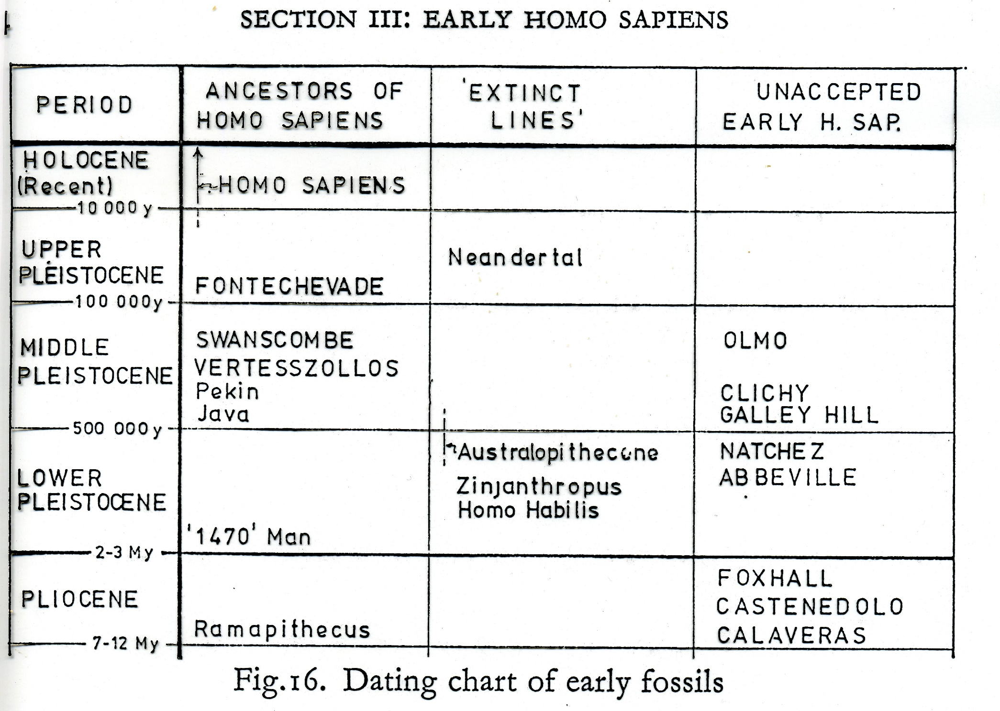 SECTION III: EARLY HOMO SAPIENS
PERIOD
ANCESTORS OF
HOMO SAPIENS
'EXTINCT
LINES'
UNACCEPTED
EARLY H. SAP.
HOLOCENE
(Recent)
HOMO SAPIENS
10 000 y
UPPER
PLEISTOCENE
FONTECHEVADE
Neandertal
100 000y
MIDDLE
PLEISTOCENE
SWANSCOMBE
VERTESSZOLLOS
Pekin
Java
OLMO
CLICHY
GALLEY HILL
500 000y
LOWER
PLEISTOCENE
'1470' Man
Australopithecene
Zinjanthropus
Homo Habilis
NATCHEZ
ABBEVILLE
2-3 My
PLIOCENE
Ramapithecus
FOXHALL
CASTENEDOLO
CALAVERAS
7-12 My
Fig.16. Dating chart of early fossils